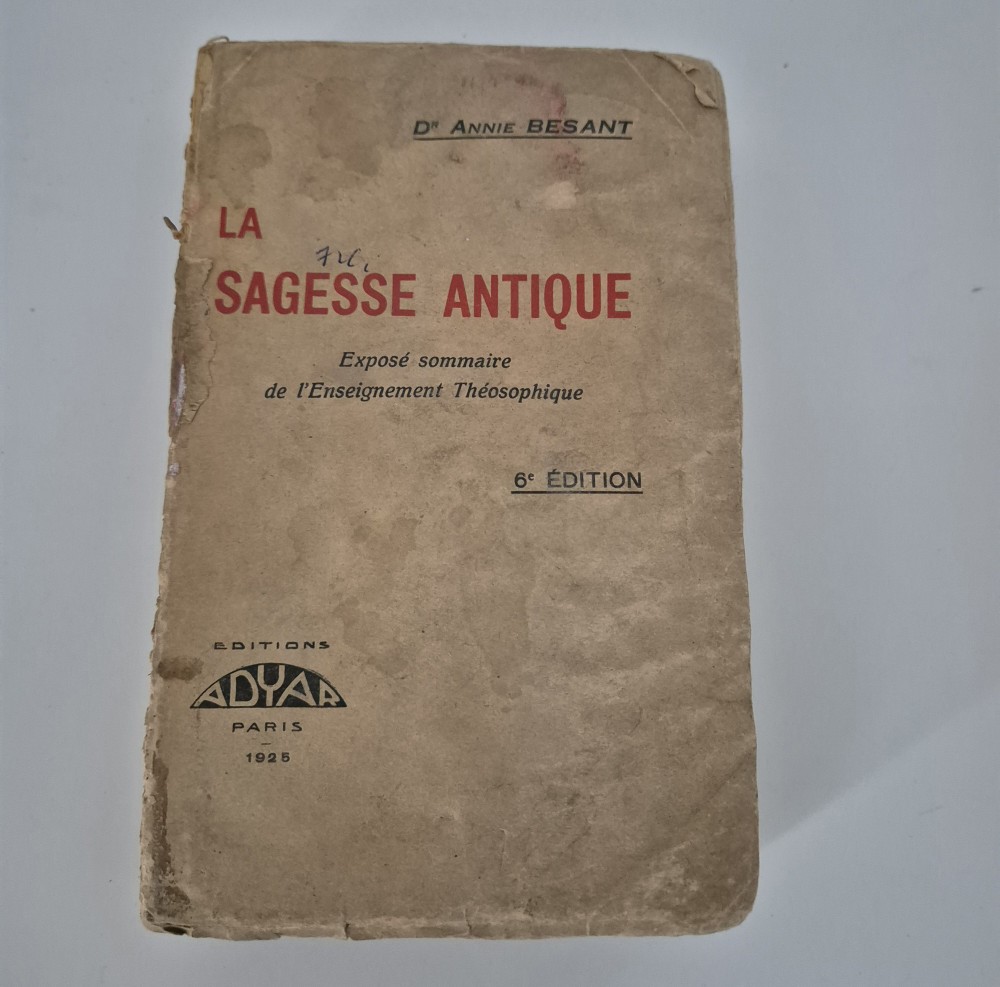 Dr Annie BESANT
LA
SAGESSE ANTIQUE
Exposé sommaire
de l'Enseignement Théosophique
6e ÉDITION
EDITIONS
ADYAR
PARIS
1925